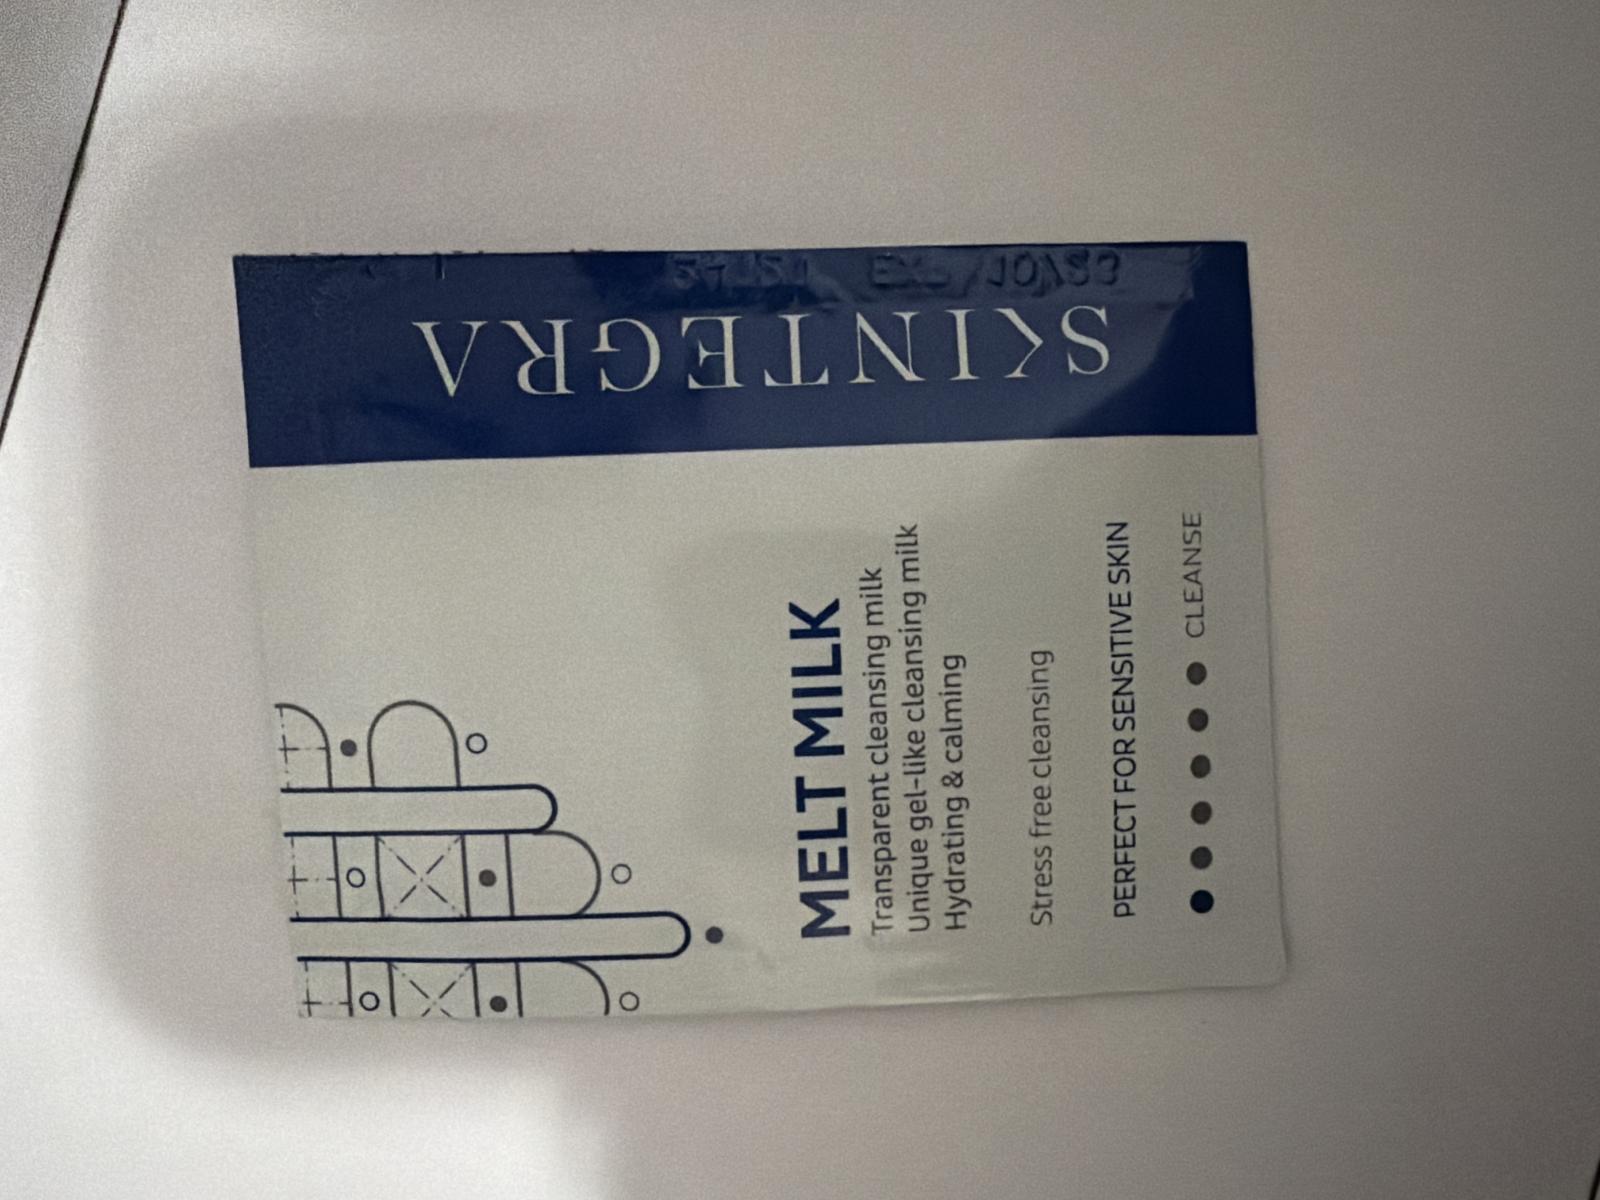 SKINTEGRA
MELT MILK
Transparent cleansing milk
Unique gel-like cleansing milk
Hydrating & calming
Stress free cleansing
PERFECT FOR SENSITIVE SKIN
CLEANSE